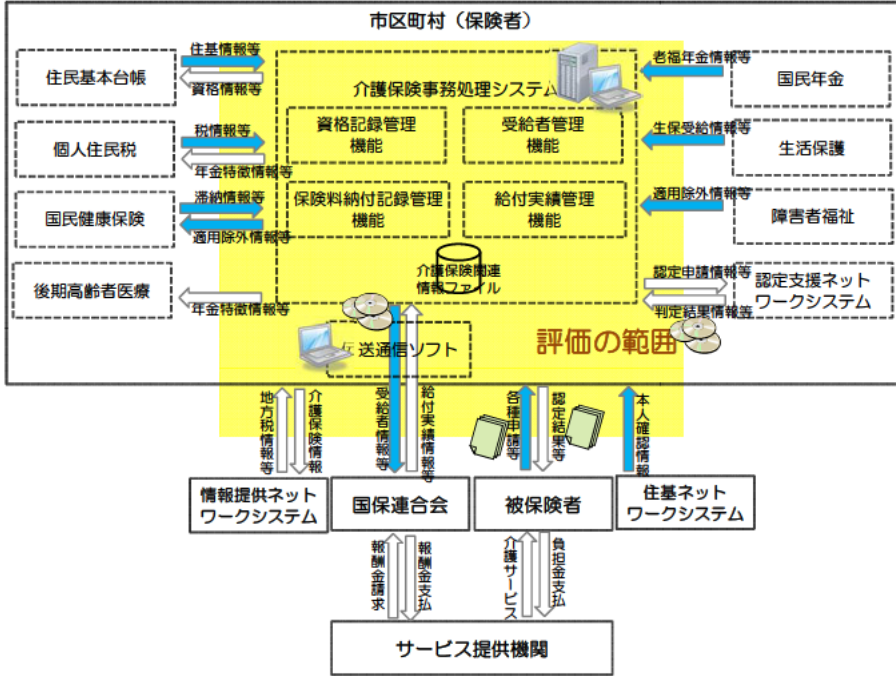 市区町村（保険者）
住民基本台帳
住基情報等
資格情報等
老福年金情報等
国民年金
介護保険事務処理システム
資格記録管理
機能
受給者管理
機能
個人住民税
税情報等
年金特徴情報等
生保受給情報等
生活保護
国民健康保険
滞納情報等
適用除外情報等
保険料納付記録管理
機能
給付実績管理
機能
適用除外情報等
障害者福祉
後期高齢者医療
年金特徴情報等
介護保険関連
情報ファイル
認定申請情報等
判定結果情報等
認定支援ネット
ワークシステム
伝送通信ソフト
評価の範囲
地方税情報等
介護保険情報
受給者情報等
給付実績情報等
各種申請等
認定結果等
本人確認情報
情報提供ネット
ワークシステム
国保連合会
被保険者
住基ネット
ワークシステム
報酬金請求
報酬金支払
介護サービス
負担金支払
サービス提供機関